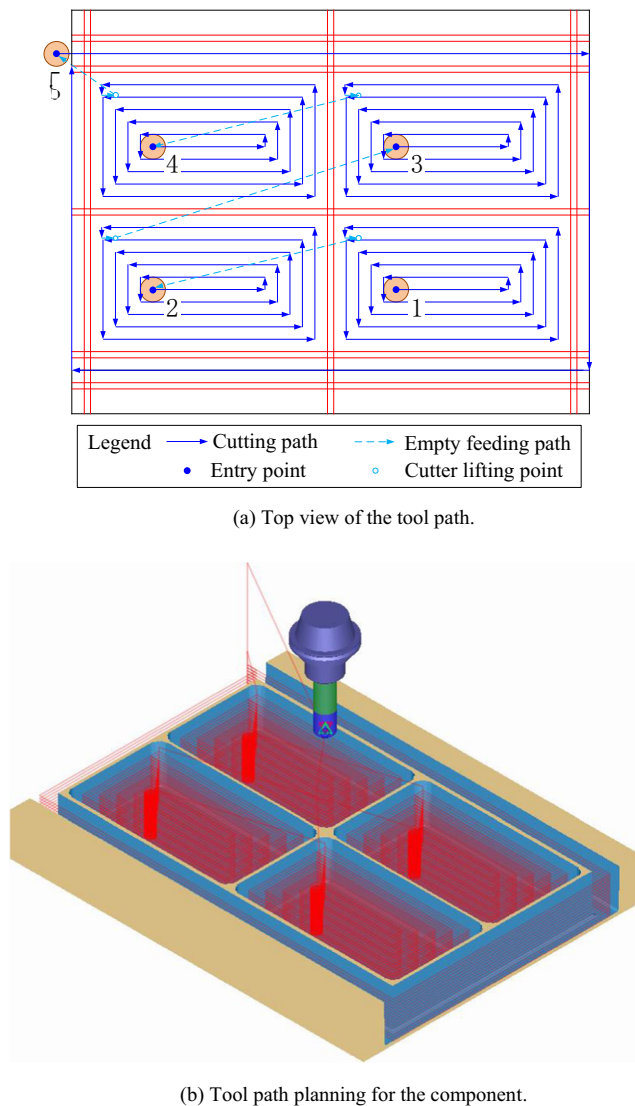 5
4
3
2
1
Legend Cutting path Empty feeding path
Entry point Cutter lifting point
(a) Top view of the tool path.
(b) Tool path planning for the component.